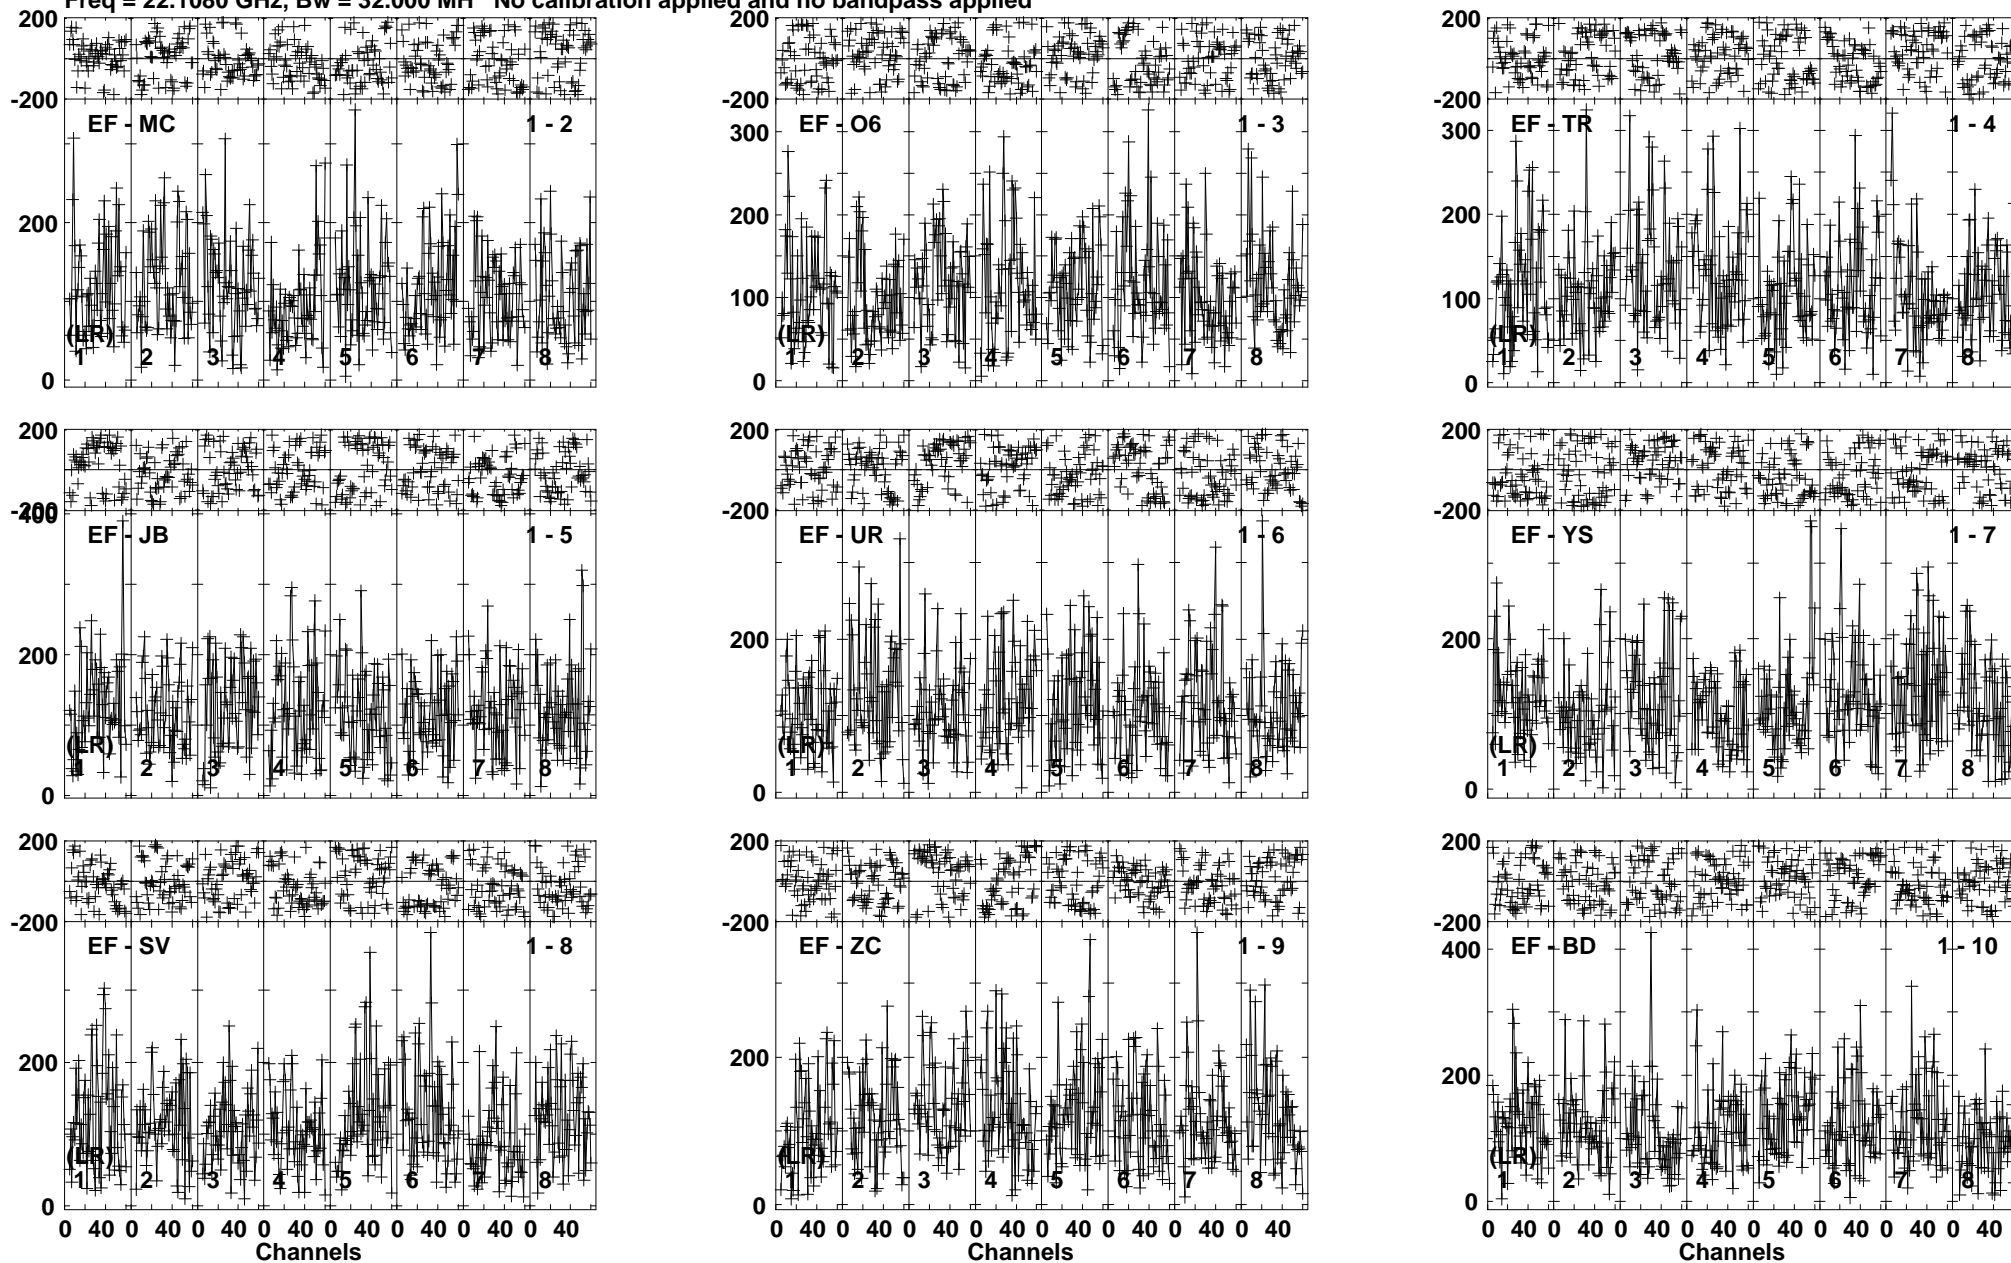 Freq = 22.1080 GHz, Bw = 32.000 MH No calibration applied and no bandpass applied
200 200 200
-200 -200 -200
EF - MC 1 - 2 EF - O6 1 - 3 EF - TR 1 - 4
300 300
200 200 200
100 100
(LR) (LR) (LR)
1 2 3 4 5 6 7 8 1 2 3 4 5 6 7 8 1 2 3 4 5 6 7 8
0 0 0
200 200 200
-200 -200 -200
400
EF - JB 1 - 5 EF - UR 1 - 6 EF - YS 1 - 7
200 200 200
(LR) (LR) (LR)
1 2 3 4 5 6 7 8 1 2 3 4 5 6 7 8 1 2 3 4 5 6 7 8
0 0 0
200 200 200
-200 -200 -200
EF - SV 1 - 8 EF - ZC 1 - 9 EF - BD 1 - 10
400
200 200 200
(LR) (LR) (LR)
1 2 3 4 5 6 7 8 1 2 3 4 5 6 7 8 1 2 3 4 5 6 7 8
0 0 0
0 40 0 40 0 40 0 40 0 40 0 40 0 40 0 40 0 40 0 40 0 40 0 40 0 40 0 40 0 40 0 40 0 40 0 40 0 40 0 40 0 40 0 40 0 40 0 40
Channels Channels